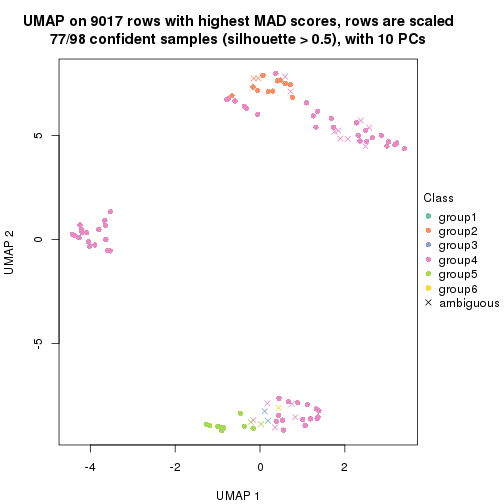 UMAP on 9017 rows with highest MAD scores, rows are scaled
77/98 confident samples (silhouette > 0.5), with 10 PCs
5
0
-5
UMAP 2
-4
-2
0
2
UMAP 1
Class
group1
group2
group3
group4
group5
group6
ambiguous